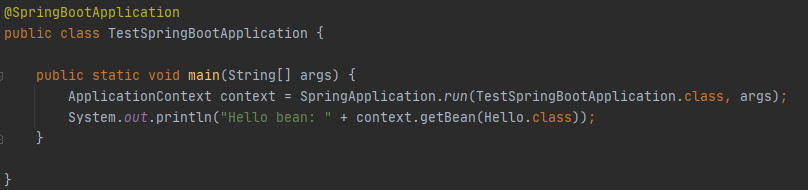 @SpringBootApplication
public class TestSpringBootApplication {
public static void main(String[] args) {
ApplicationContext context = SpringApplication.run(TestSpringBootApplication.class, args);
System.out.println("Hello bean: " + context.getBean(Hello.class));
}
}